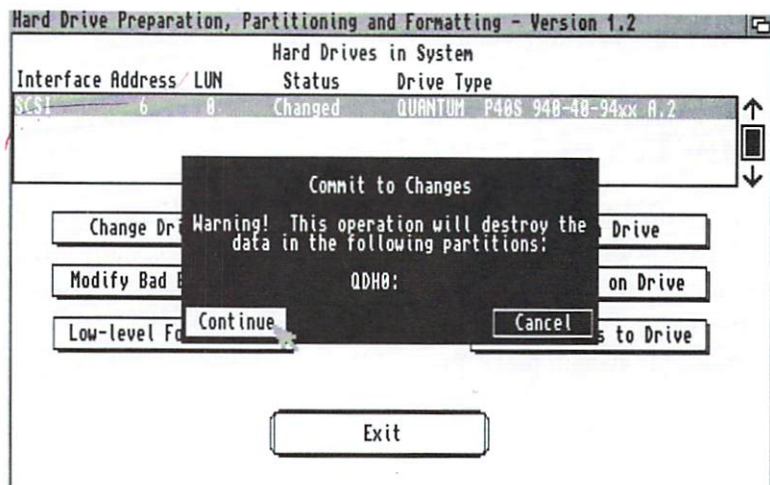 Hard Drive Preparation, Partitioning and Formatting - Version 1.2
Hard Drives in System
Interface Address LUN Status Drive Type
SCSI 6 0 Changed QUANTUM P40S 940-40-94xx A.2
Commit to Changes
Warning! This operation will destroy the
data in the following partitions:
QDH0:
Continue Cancel
Change Dri Drive
Modify Bad on Drive
Low-level Fo s to Drive
Exit